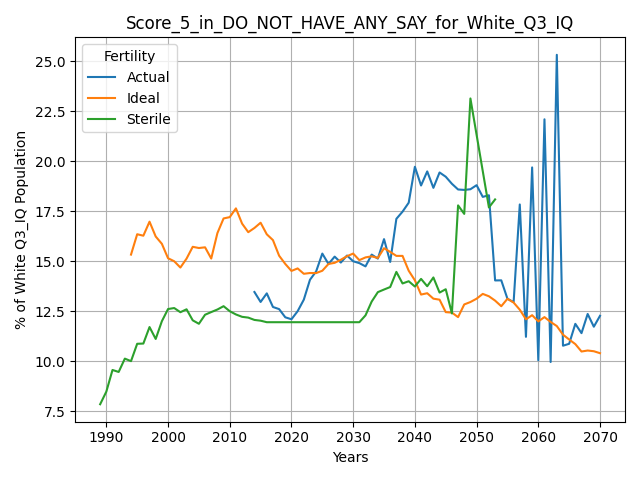 Score_5_in_DO_NOT_HAVE_ANY_SAY_for_White_Q3_IQ
Fertility
Actual
Ideal
Sterile
% of White Q3_IQ Population
25.0
22.5
20.0
17.5
15.0
12.5
10.0
7.5
1990 2000 2010 2020 2030 2040 2050 2060 2070
Years